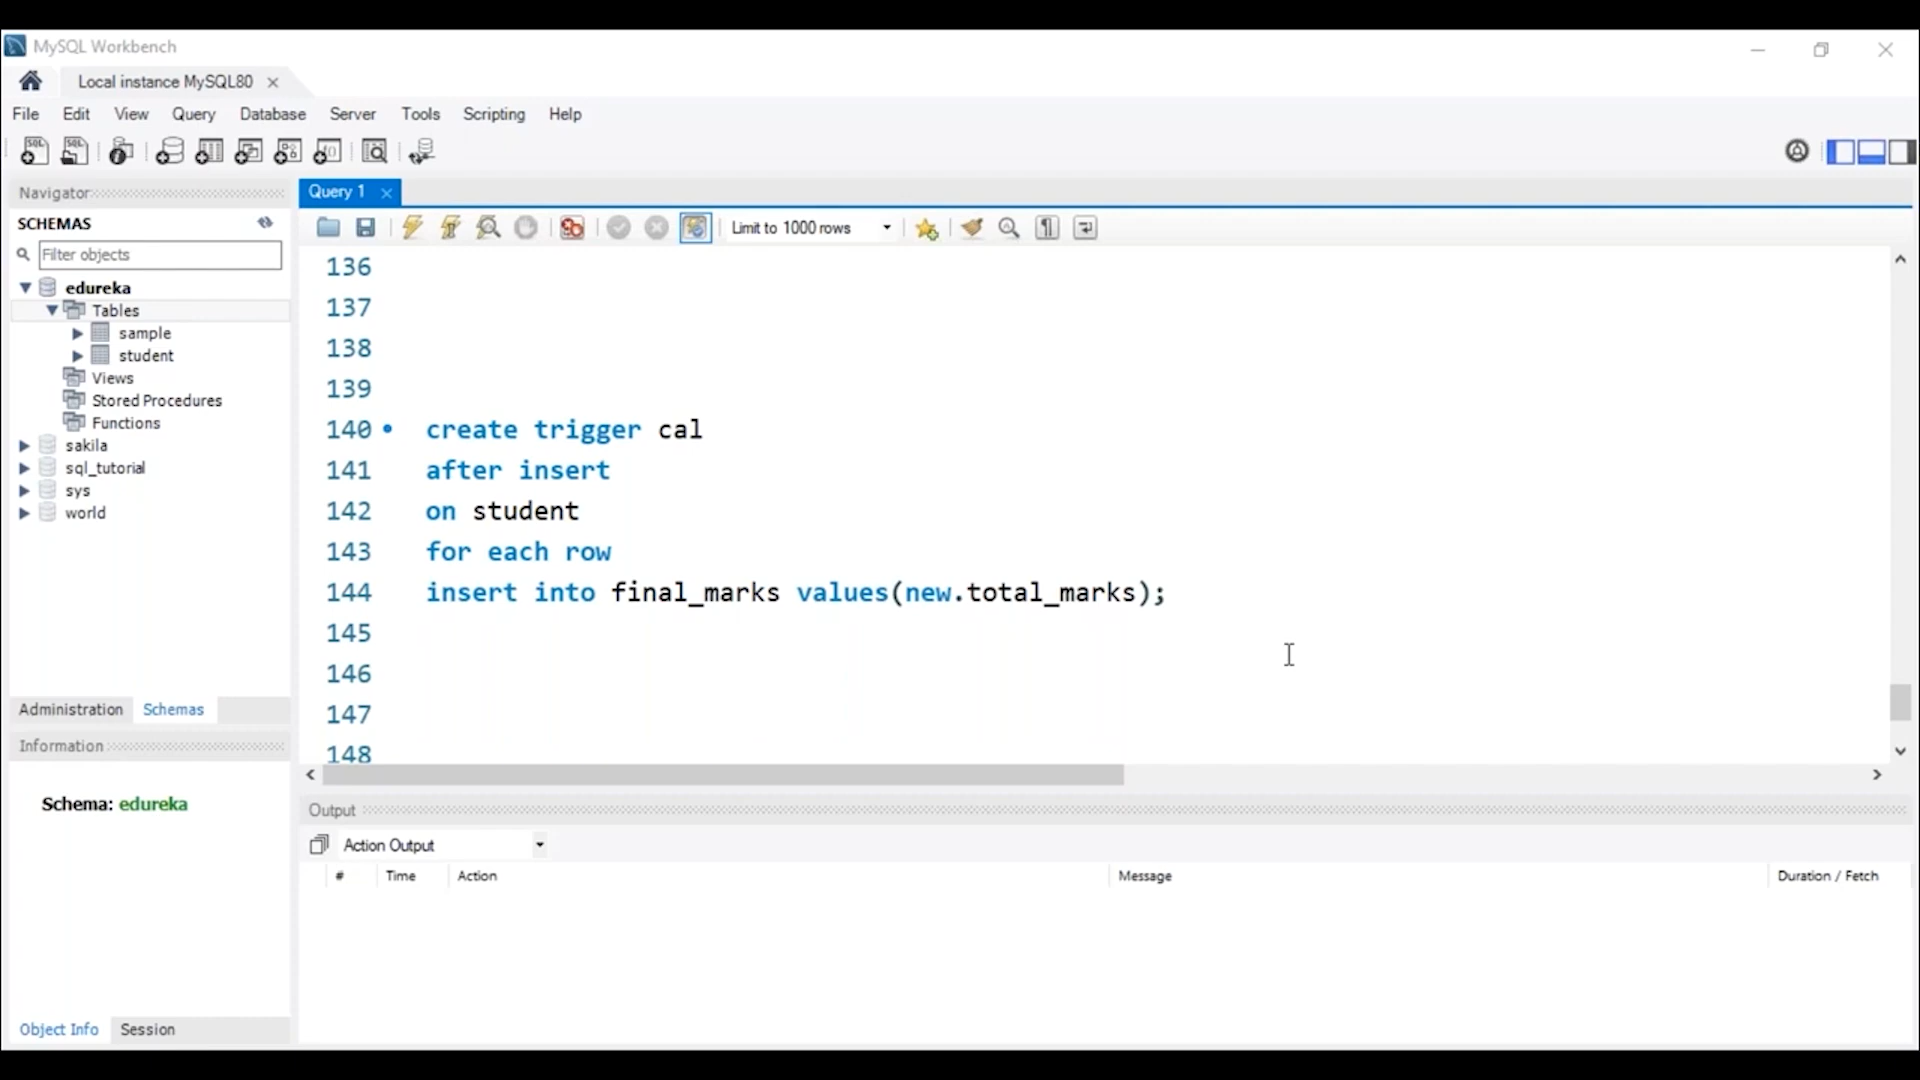 MySQL Workbench
Local instance MySQL80
File Edit View Query Database Server Tools Scripting Help
Navigator
SCHEMAS
Filter objects
edureka
Tables
sample
student
Views
Stored Procedures
Functions
sakila
sql_tutorial
sys
world
Administration Schemas
Information
Schema: edureka
Object Info Session
Query 1
Limit to 1000 rows
136
137
138
139
140 create trigger cal
141 after insert
142 on student
143 for each row
144 insert into final_marks values(new.total_marks);
145
146
147
148
Output
Action Output
# Time Action Message Duration / Fetch